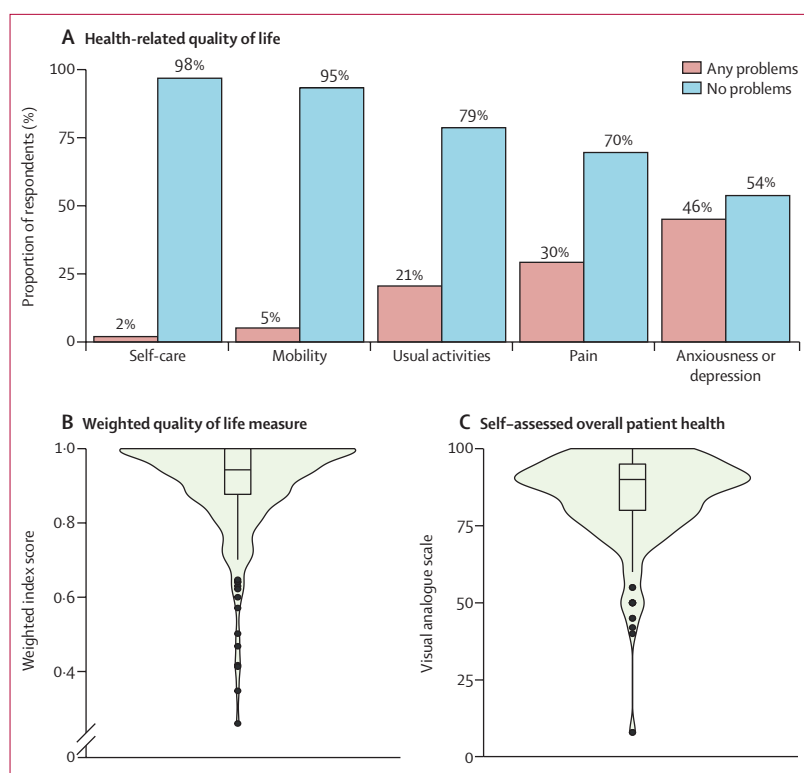 A Health-related quality of life
100
75
50
25
0
Proportion of respondents (%)
Any problems
No problems
2%
98%
5%
95%
21%
79%
30%
70%
46%
54%
Self-care
Mobility
Usual activities
Pain
Anxiousness or
depression
B Weighted quality of life measure
1·0
0·8
0·6
0·4
0
Weighted index score
C Self-assessed overall patient health
100
75
50
25
0
Visual analogue scale